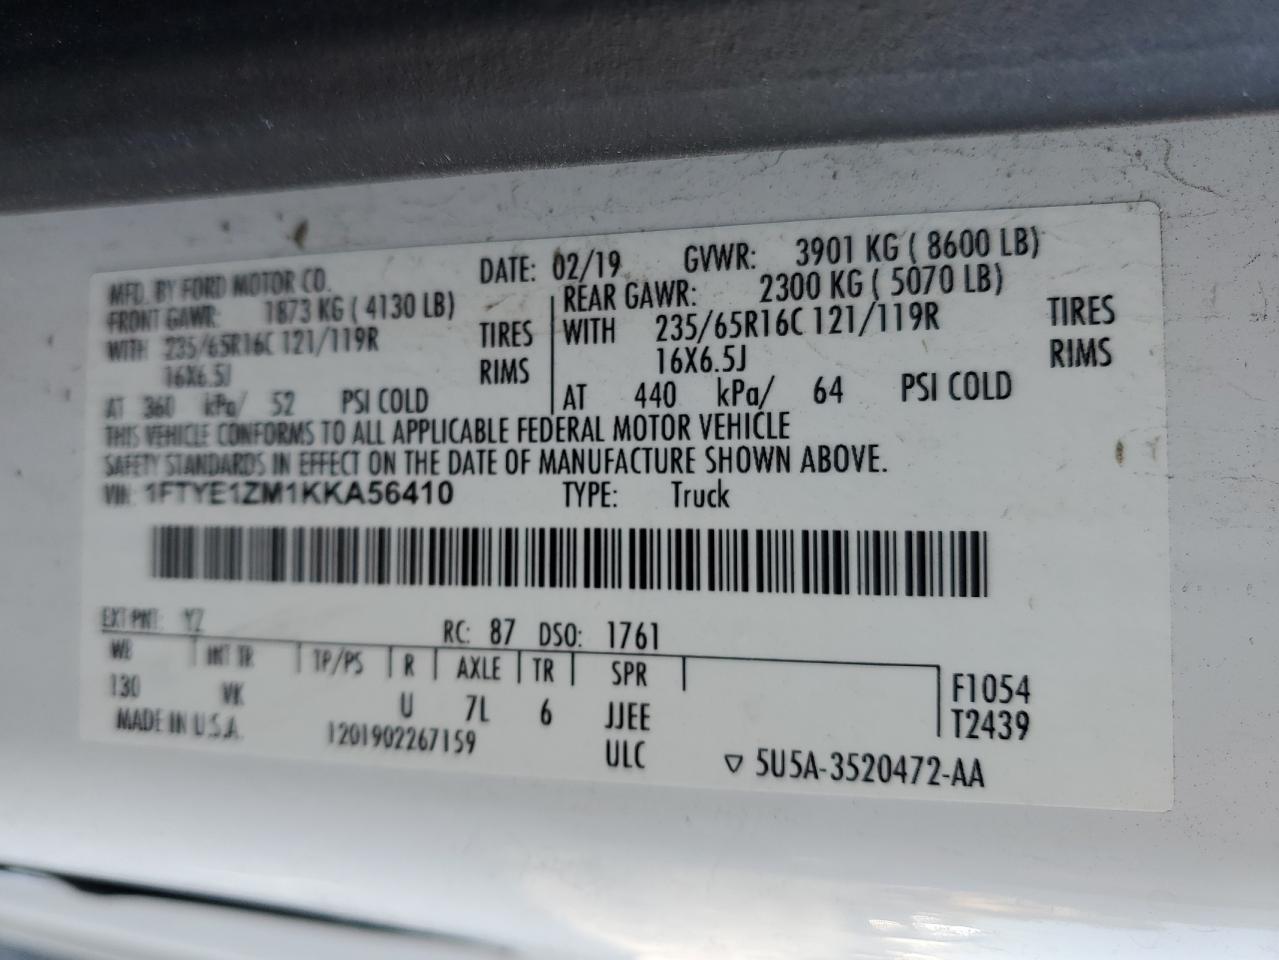 MFD. BY FORD MOTOR CO. DATE: 02/19 GVWR: 3901 KG ( 8600 LB)
FRONT GAWR: 1873 KG ( 4130 LB) REAR GAWR: 2300 KG ( 5070 LB)
WITH 235/65R16C 121/119R TIRES WITH 235/65R16C 121/119R TIRES
16X6.5J RIMS 16X6.5J RIMS
AT 360 kPa/ 52 PSI COLD AT 440 kPa/ 64 PSI COLD
THIS VEHICLE CONFORMS TO ALL APPLICABLE FEDERAL MOTOR VEHICLE
SAFETY STANDARDS IN EFFECT ON THE DATE OF MANUFACTURE SHOWN ABOVE.
VIN: 1FTYE1ZM1KKA56410 TYPE: Truck
EXT PNT: YZ RC: 87 DSO: 1761
WB INT TR TP/PS R AXLE TR SPR F1054
130 VK U 7L 6 JJEE T2439
MADE IN U.S.A. 1201902267159 ULC ▽ 5U5A-3520472-AA